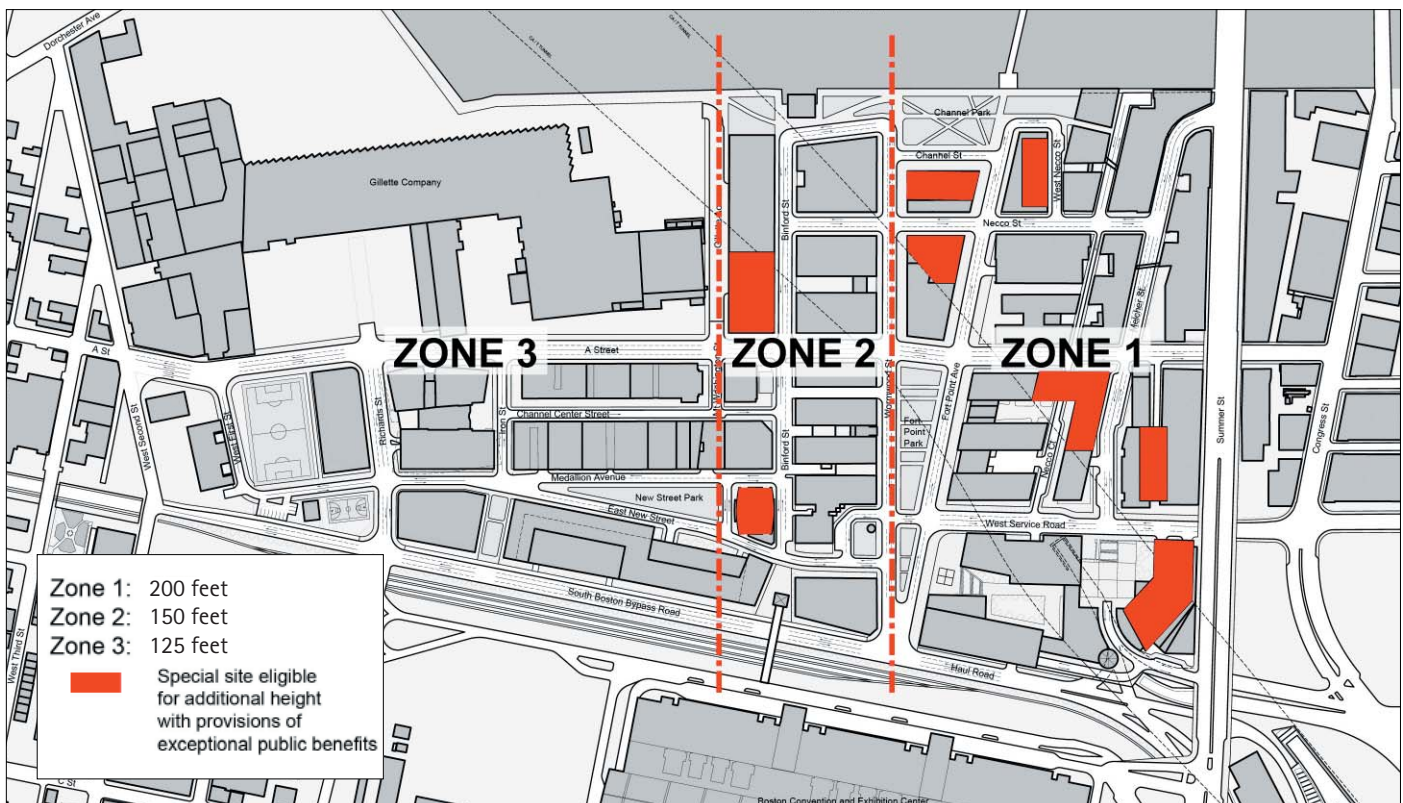 Dorchester Ave
CA / T TUNNEL
CA / T TUNNEL
Channel Park
Channel St
West Necco St
Gillette Company
Binford St
Necco St
Melcher St
ZONE 3
ZONE 2
ZONE 1
A St
A Street
Wormwood St
Fort Point Ave
Summer St
Congress St
West Second St
West First St
Richards St
Iron St
Channel Center Street
Fort
Point
Park
Necco Ct
Binford St
Medallion Avenue
New Street Park
East New Street
West Service Road
South Boston Bypass Road
Haul Road
West Third St
C St
Zone 1: 200 feet
Zone 2: 150 feet
Zone 3: 125 feet
Special site eligible
for additional height
with provisions of
exceptional public benefits
Boston Convention and Exhibition Center